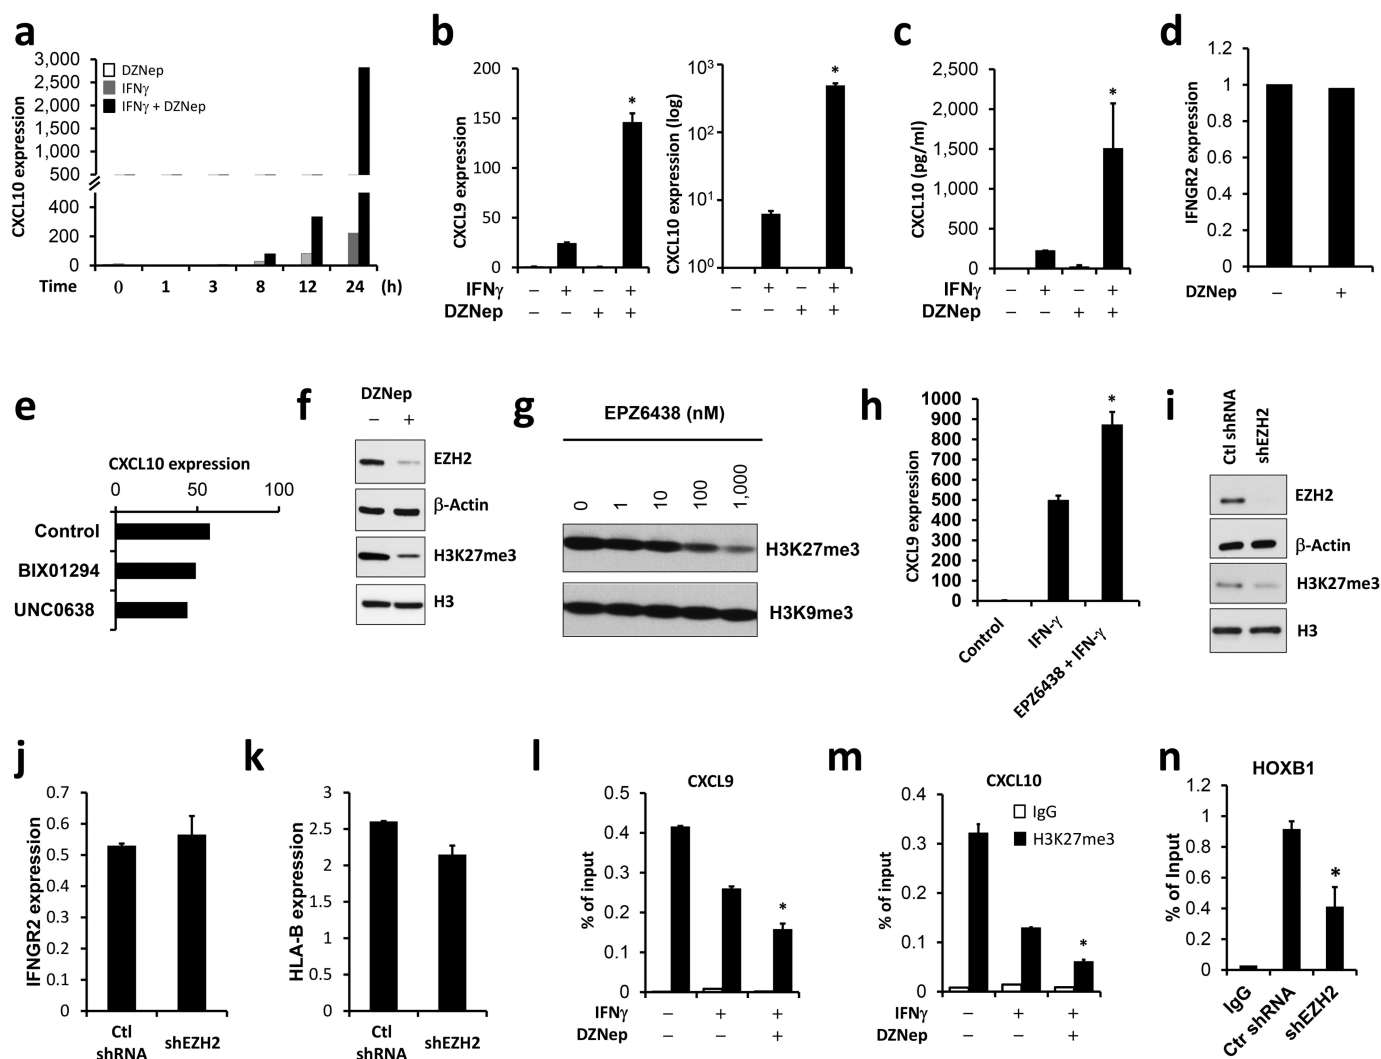 a
CXCL10 expression
3,000
2,500
2,000
1,500
1,000
500
400
200
0
DZNep
IFNγ
IFNγ + DZNep
Time 0 1 3 8 12 24 (h)
b
CXCL9 expression
200
150
100
50
0
CXCL10 expression (log)
10³
10²
10¹
10⁰
*
*
IFNγ – + – + – + – +
DZNep – – + + – – + +
c
CXCL10 (pg/ml)
2,500
2,000
1,500
1,000
500
0
*
IFNγ – + – +
DZNep – – + +
d
IFNGR2 expression
1.2
1
0.8
0.6
0.4
0.2
0
DZNep – +
e
CXCL10 expression
0 50 100
Control
BIX01294
UNC0638
f
DZNep
– +
EZH2
β-Actin
H3K27me3
H3
g
EPZ6438 (nM)
0 1 10 100 1,000
H3K27me3
H3K9me3
h
CXCL9 expression
1000
900
800
700
600
500
400
300
200
100
0
*
Control
IFN-γ
EPZ6438 + IFN-γ
i
Ctl shRNA
shEZH2
EZH2
β-Actin
H3K27me3
H3
j
IFNGR2 expression
0.7
0.6
0.5
0.4
0.3
0.2
0.1
0
Ctl
shRNA
shEZH2
k
HLA-B expression
3
2.5
2
1.5
1
0.5
0
Ctl
shRNA
shEZH2
l
CXCL9
% of input
0.5
0.4
0.3
0.2
0.1
0
*
IFNγ – + +
DZNep – – +
m
CXCL10
% of input
0.4
0.3
0.2
0.1
0
IgG
H3K27me3
*
IFNγ – + +
DZNep – – +
n
HOXB1
% of Input
1.2
1
0.8
0.6
0.4
0.2
0
*
IgG
Ctr shRNA
shEZH2